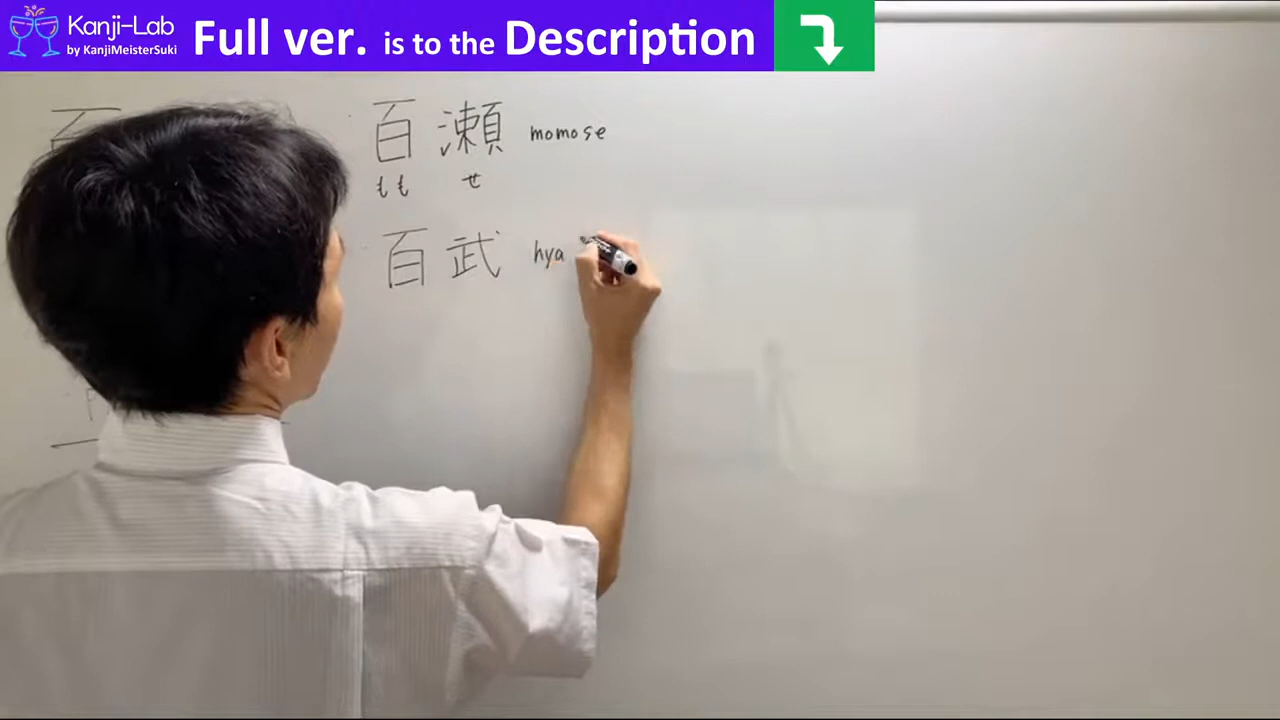 Kanji-Lab
by KanjiMeisterSuki
Full ver. is to the Description
百瀬 momose
もも せ
百武 hya